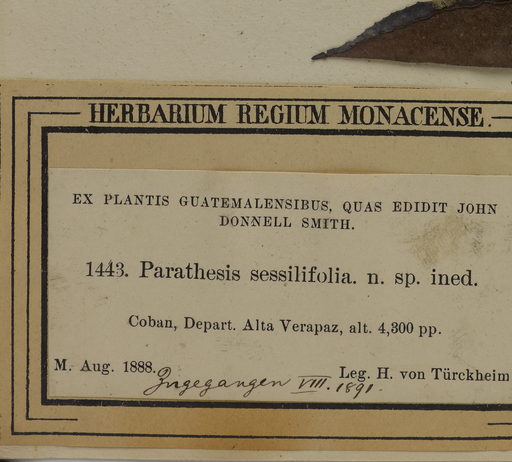 HERBARIUM REGIUM MONACENSE.
EX PLANTIS GUATEMALENSIBUS, QUAS EDIDIT JOHN
DONNELL SMITH.
1443. Parathesis sessilifolia. n. sp. ined.
Coban, Depart. Alta Verapaz, alt. 4,300 pp.
M. Aug. 1888. Leg. H. von Türckheim
Ingegangen VIII. 1891.